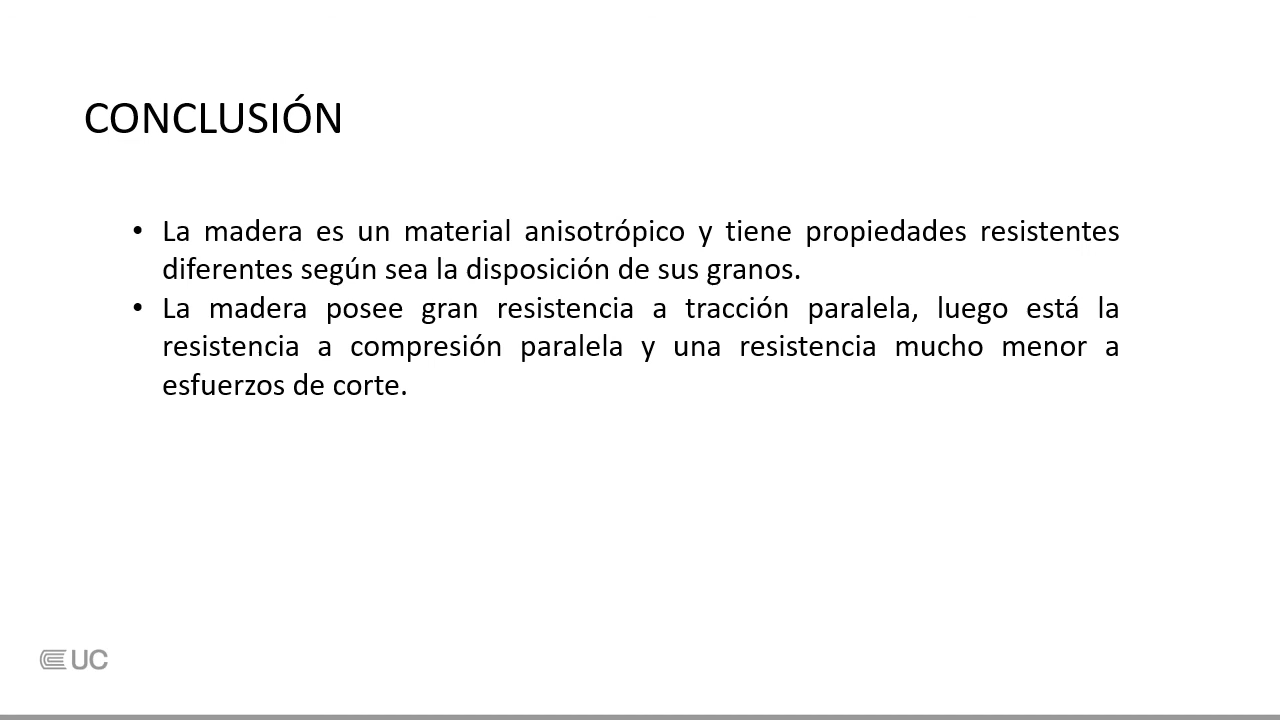 CONCLUSIÓN
• La madera es un material anisotrópico y tiene propiedades resistentes
diferentes según sea la disposición de sus granos.
• La madera posee gran resistencia a tracción paralela, luego está la
resistencia a compresión paralela y una resistencia mucho menor a
esfuerzos de corte.
UC